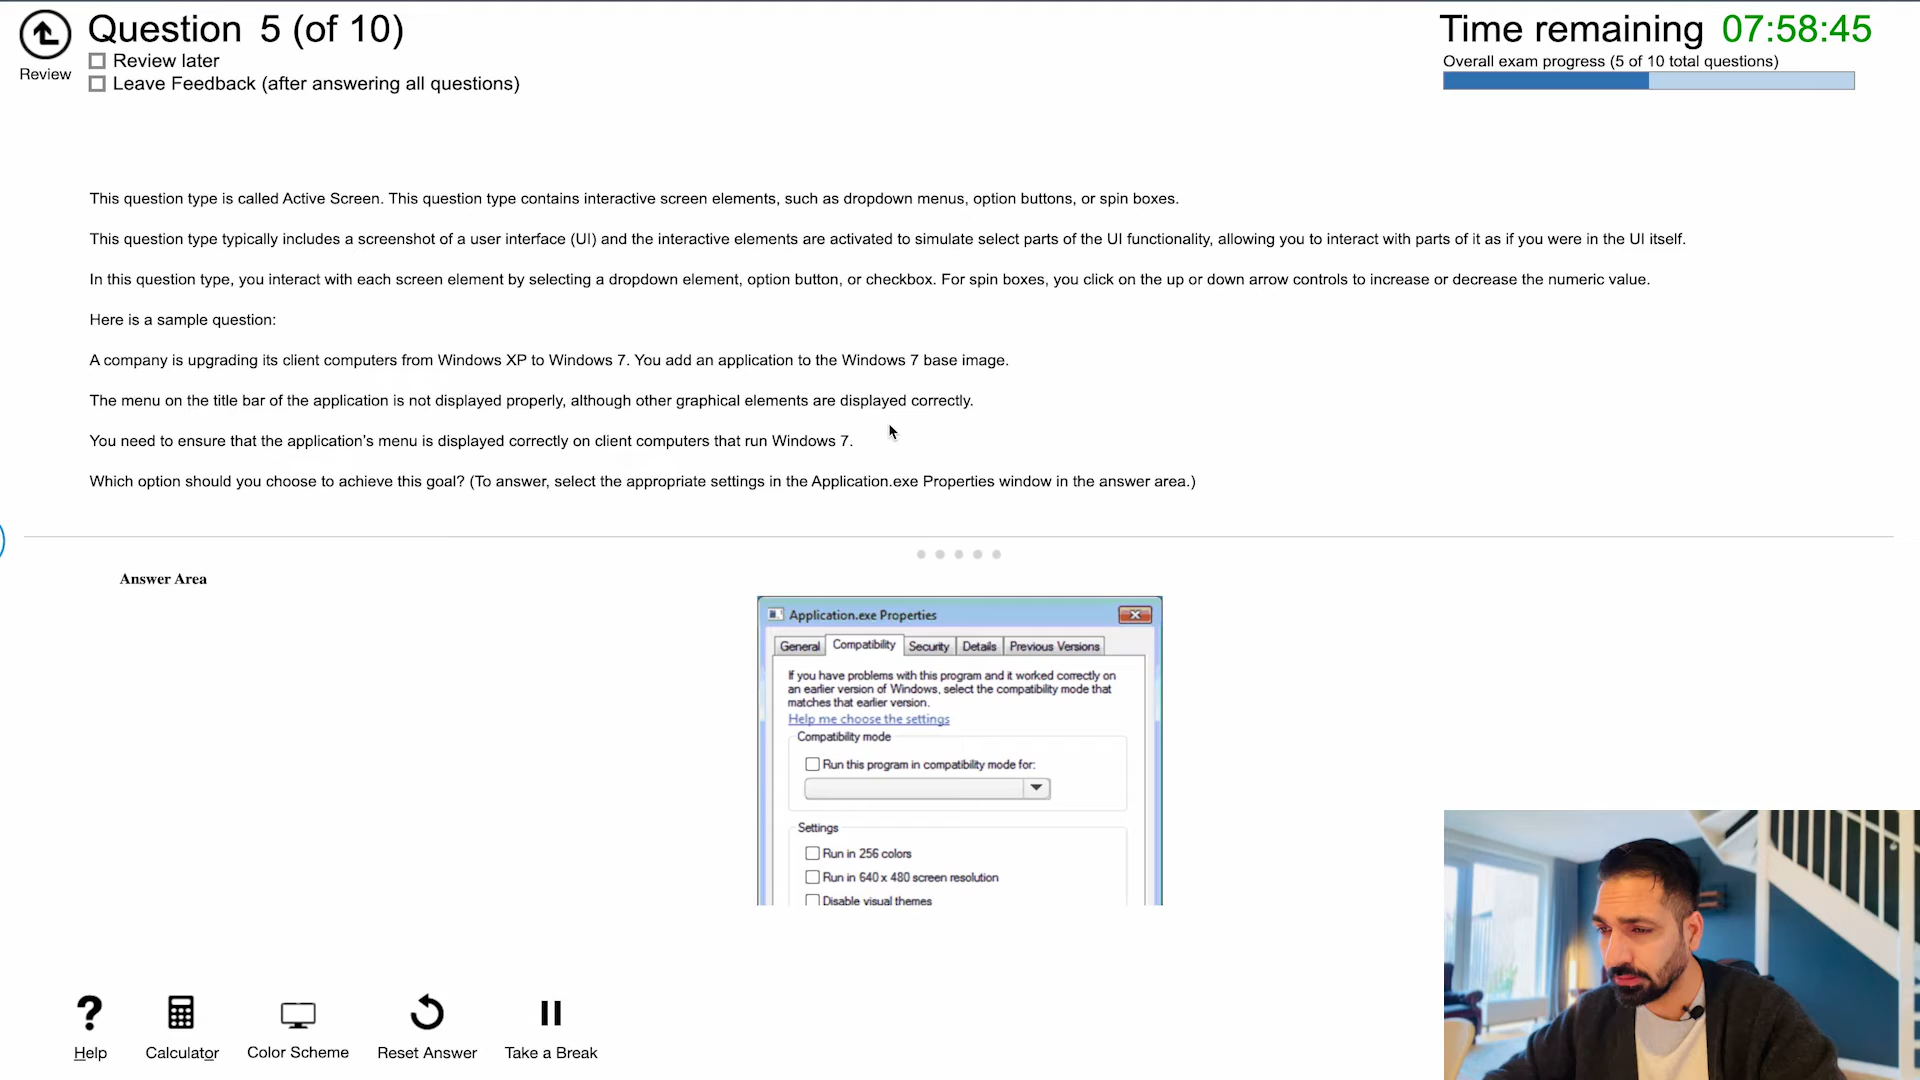 Review
Question 5 (of 10)
Review later
Leave Feedback (after answering all questions)
Time remaining 07:58:45
Overall exam progress (5 of 10 total questions)
This question type is called Active Screen. This question type contains interactive screen elements, such as dropdown menus, option buttons, or spin boxes.
This question type typically includes a screenshot of a user interface (UI) and the interactive elements are activated to simulate select parts of the UI functionality, allowing you to interact with parts of it as if you were in the UI itself.
In this question type, you interact with each screen element by selecting a dropdown element, option button, or checkbox. For spin boxes, you click on the up or down arrow controls to increase or decrease the numeric value.
Here is a sample question:
A company is upgrading its client computers from Windows XP to Windows 7. You add an application to the Windows 7 base image.
The menu on the title bar of the application is not displayed properly, although other graphical elements are displayed correctly.
You need to ensure that the application's menu is displayed correctly on client computers that run Windows 7.
Which option should you choose to achieve this goal? (To answer, select the appropriate settings in the Application.exe Properties window in the answer area.)
Answer Area
Application.exe Properties
General Compatibility Security Details Previous Versions
If you have problems with this program and it worked correctly on
an earlier version of Windows, select the compatibility mode that
matches that earlier version.
Help me choose the settings
Compatibility mode
Run this program in compatibility mode for:
Settings
Run in 256 colors
Run in 640 x 480 screen resolution
Disable visual themes
Help
Calculator
Color Scheme
Reset Answer
Take a Break